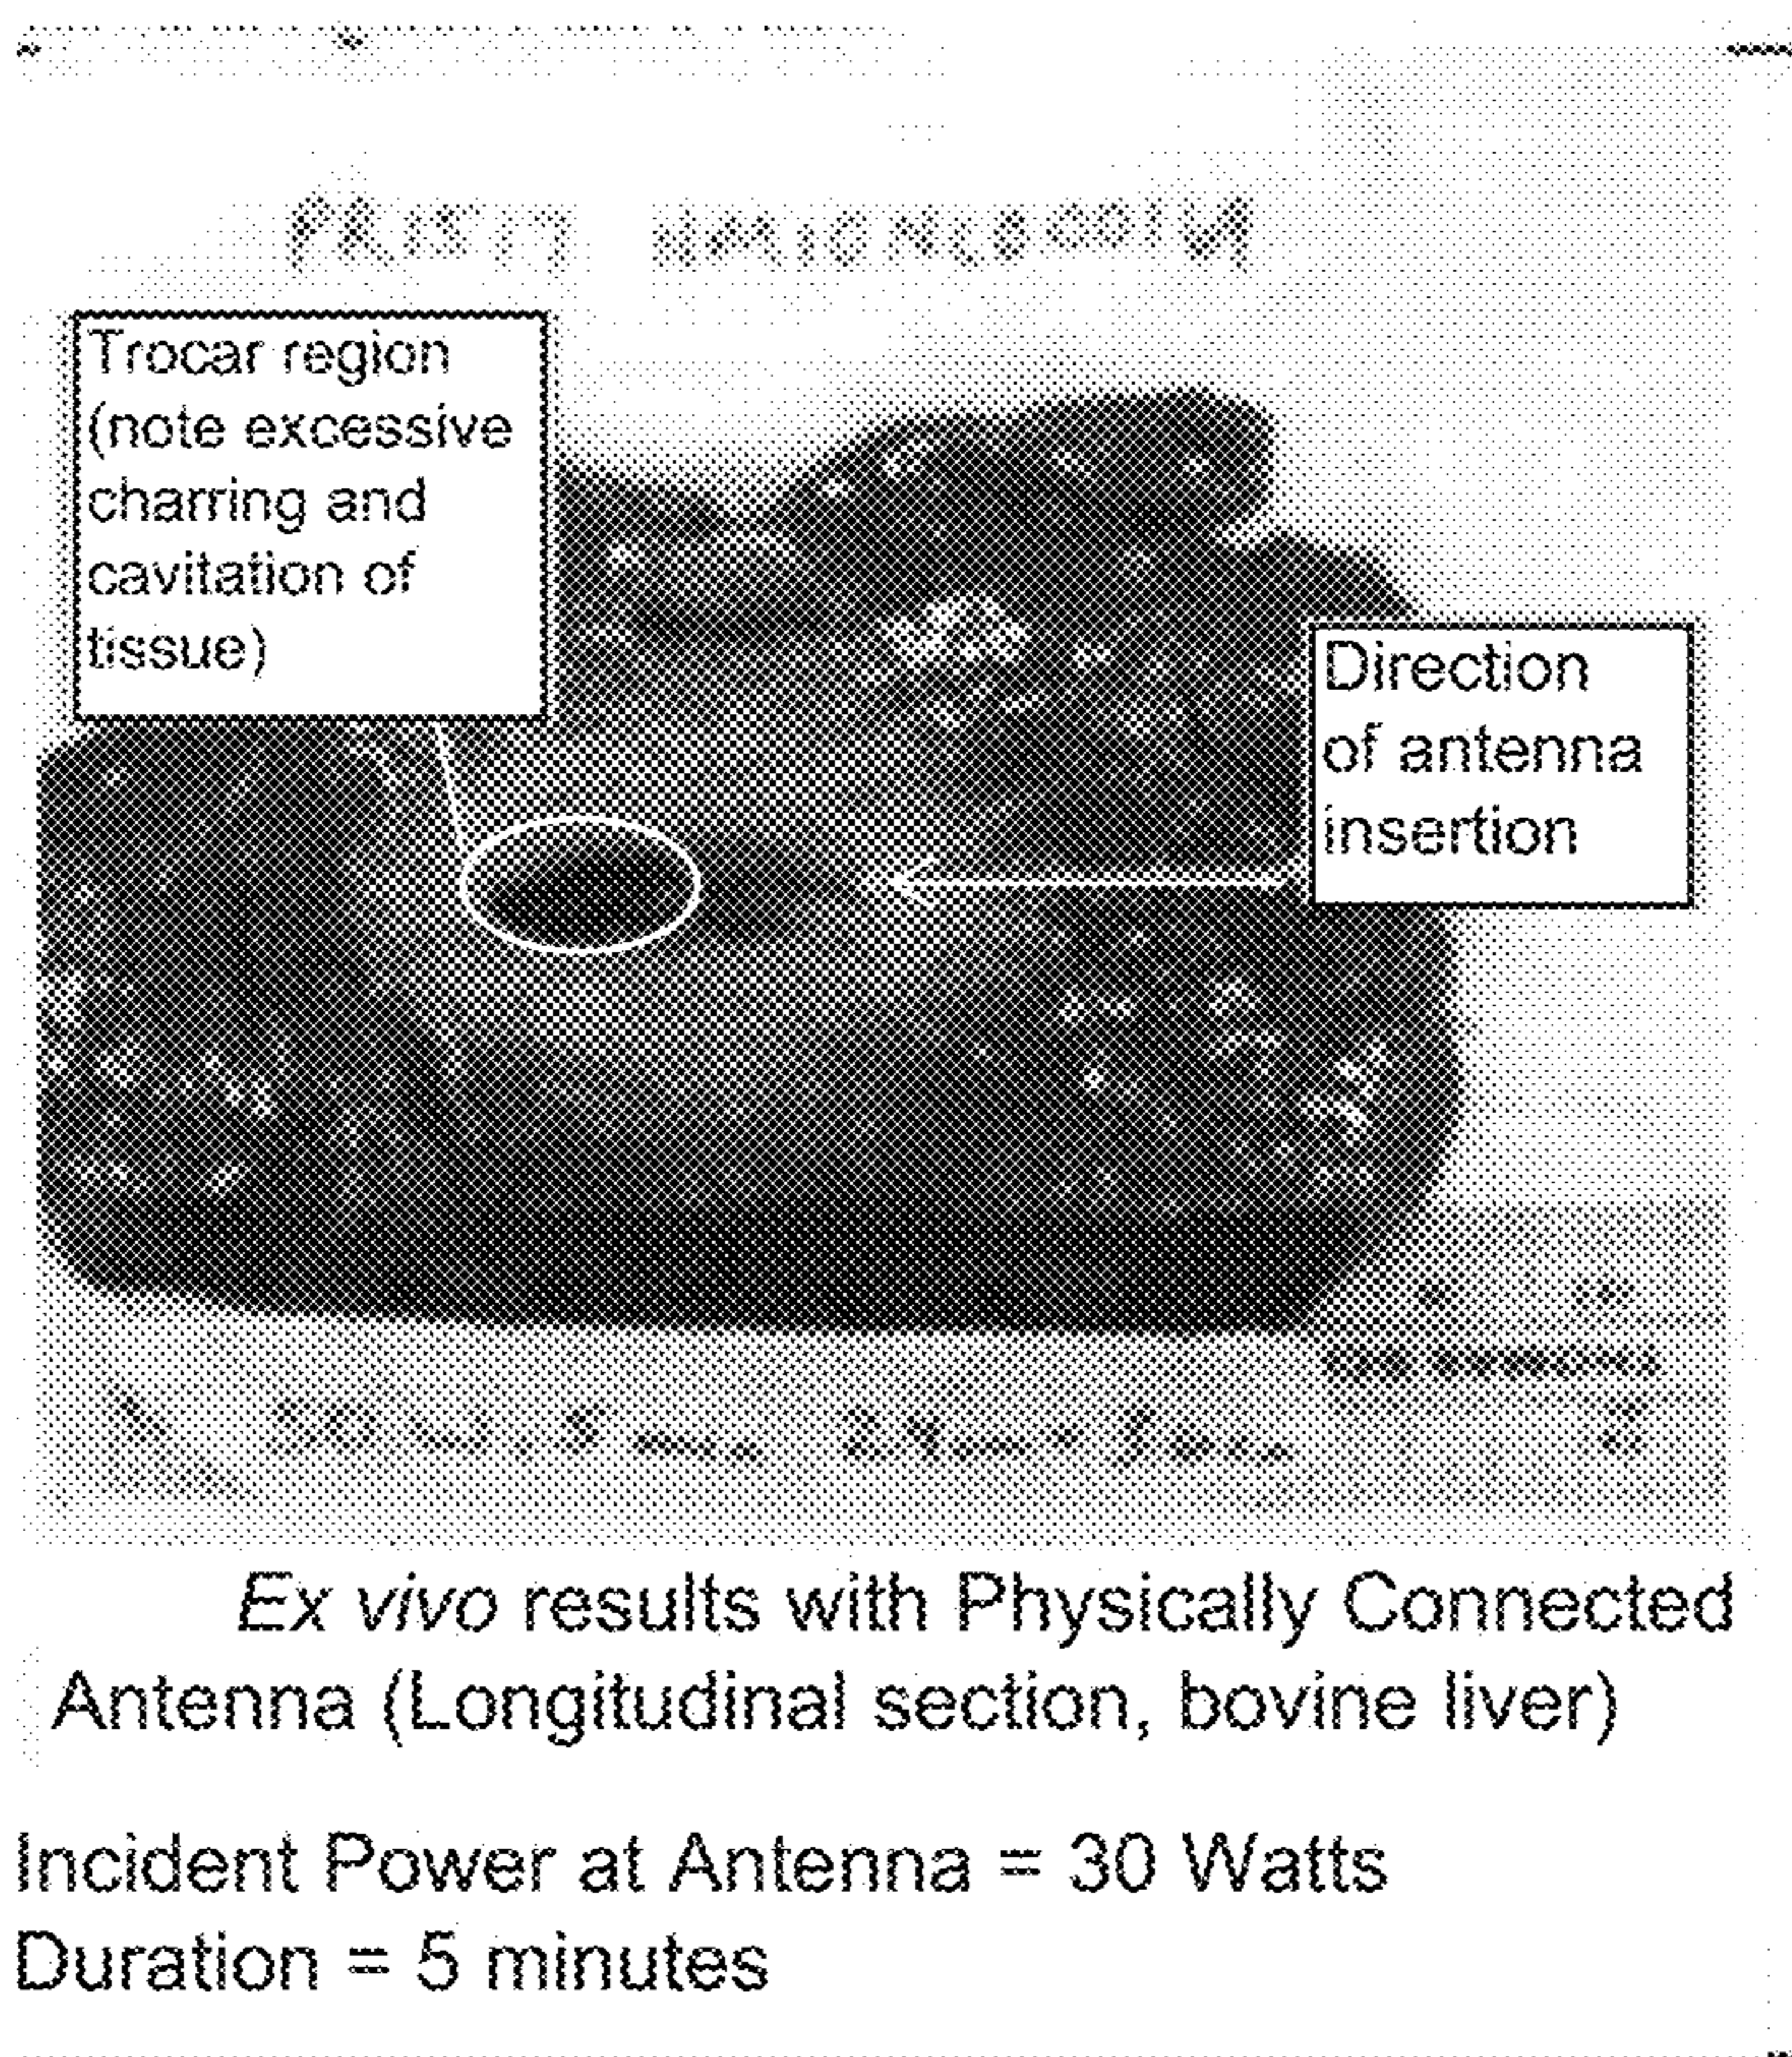 Trocar region
(note excessive
charring and
cavitation of
tissue)
Direction
of antenna
insertion
Ex vivo results with Physically Connected
Antenna (Longitudinal section, bovine liver)
Incident Power at Antenna = 30 Watts
Duration = 5 minutes